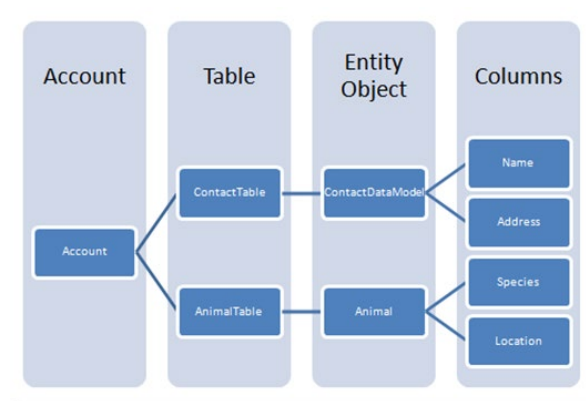 Account
Table
Entity
Object
Columns
Name
ContactTable
ContactDataModel
Address
Account
Species
AnimalTable
Animal
Location